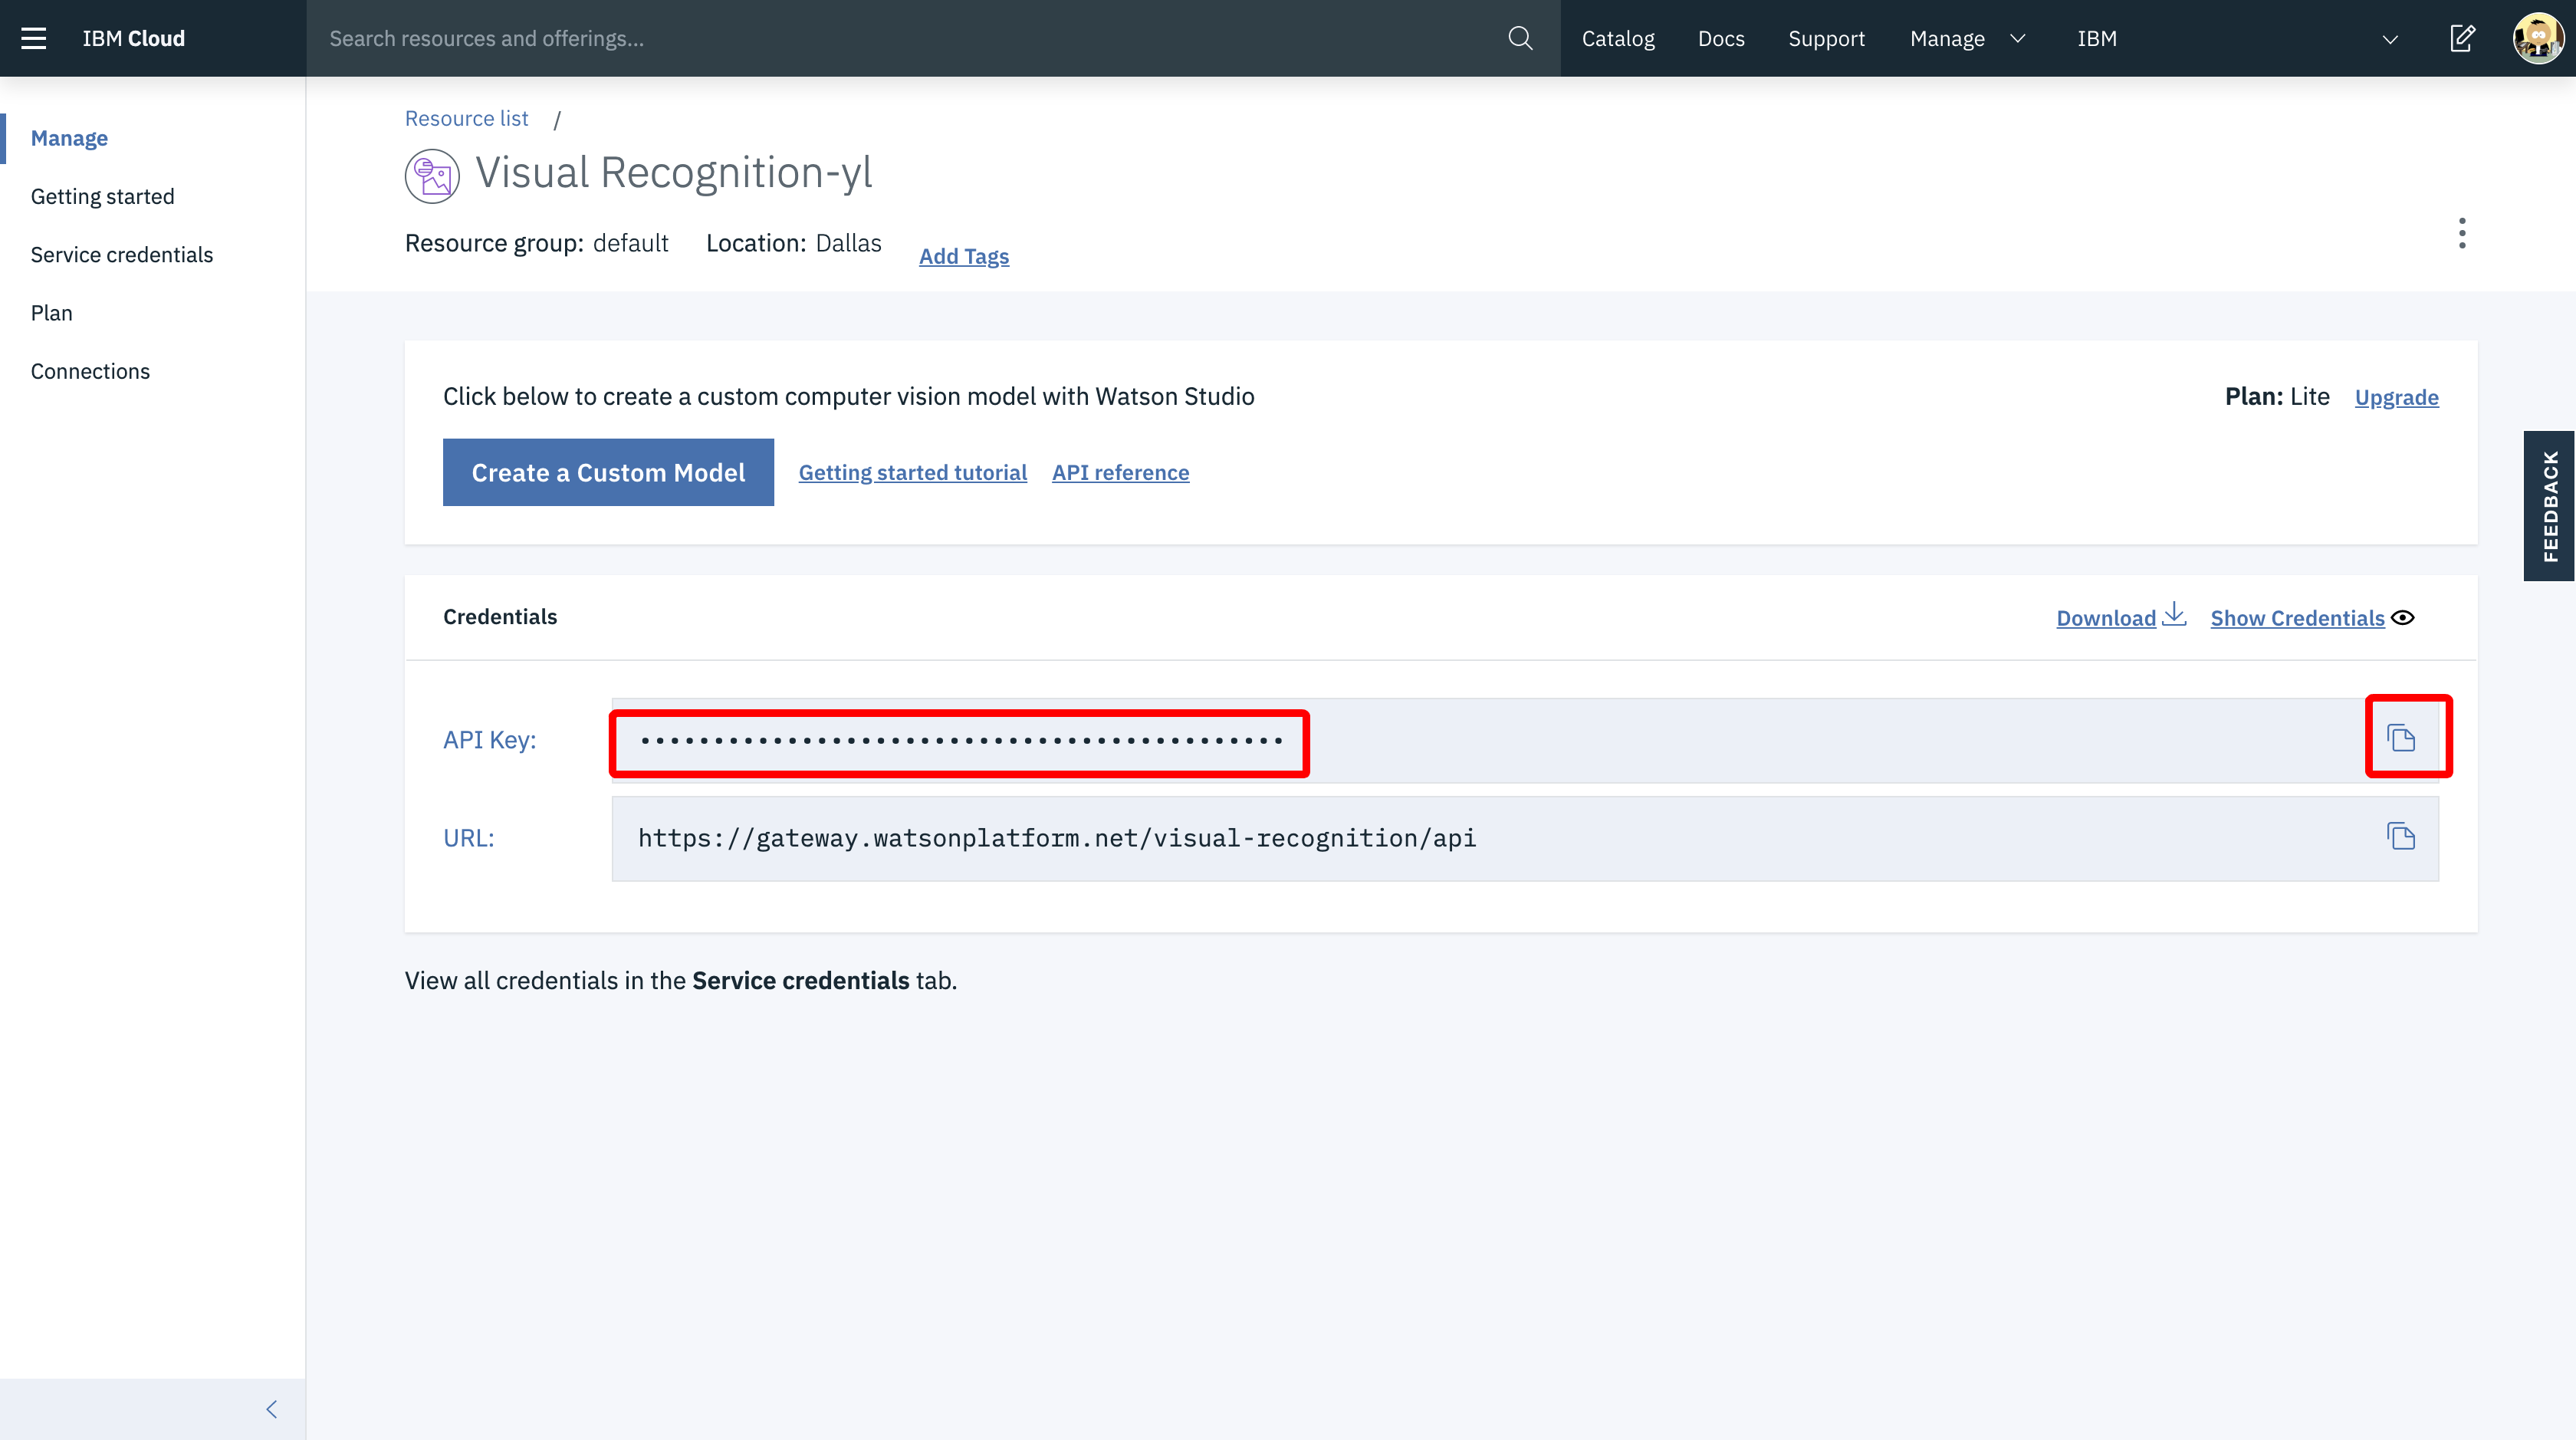 IBM Cloud
Search resources and offerings...
Catalog
Docs
Support
Manage
IBM
Manage
Getting started
Service credentials
Plan
Connections
Resource list /
Visual Recognition-yl
Resource group: default Location: Dallas Add Tags
Click below to create a custom computer vision model with Watson Studio
Plan: Lite Upgrade
Create a Custom Model Getting started tutorial API reference
FEEDBACK
Credentials
Download Show Credentials
API Key: ••••••••••••••••••••••••••••••••••••••••••••
URL: https://gateway.watsonplatform.net/visual-recognition/api
View all credentials in the Service credentials tab.